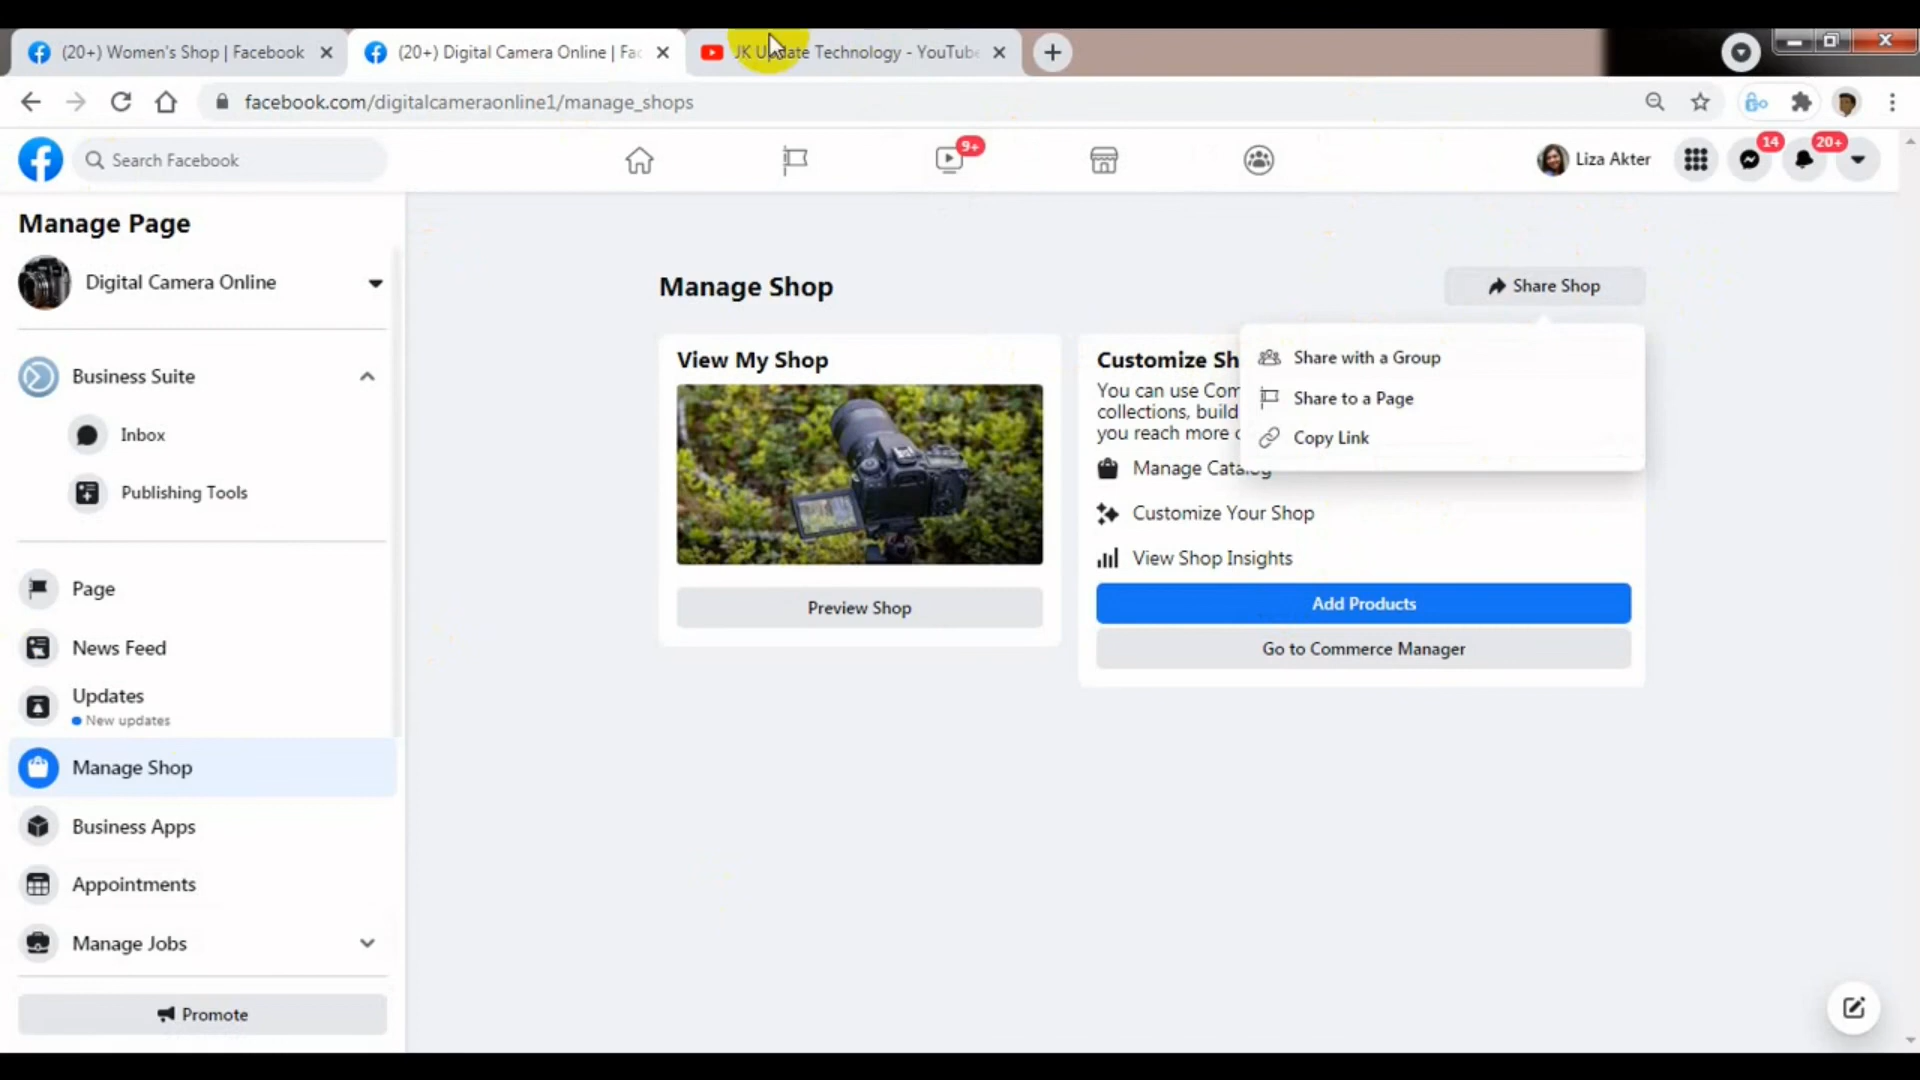 (20+) Women's Shop | Facebook
(20+) Digital Camera Online | Fac
JK Update Technology - YouTube
facebook.com/digitalcameraonline1/manage_shops
Search Facebook
9+
Liza Akter
14
20+
Manage Page
Digital Camera Online
Business Suite
Inbox
Publishing Tools
Page
News Feed
Updates
New updates
Manage Shop
Business Apps
Appointments
Manage Jobs
Promote
Manage Shop
Share Shop
View My Shop
Preview Shop
Customize Sh
You can use Com
collections, build
you reach more c
Share with a Group
Share to a Page
Copy Link
Manage Catalog
Customize Your Shop
View Shop Insights
Add Products
Go to Commerce Manager